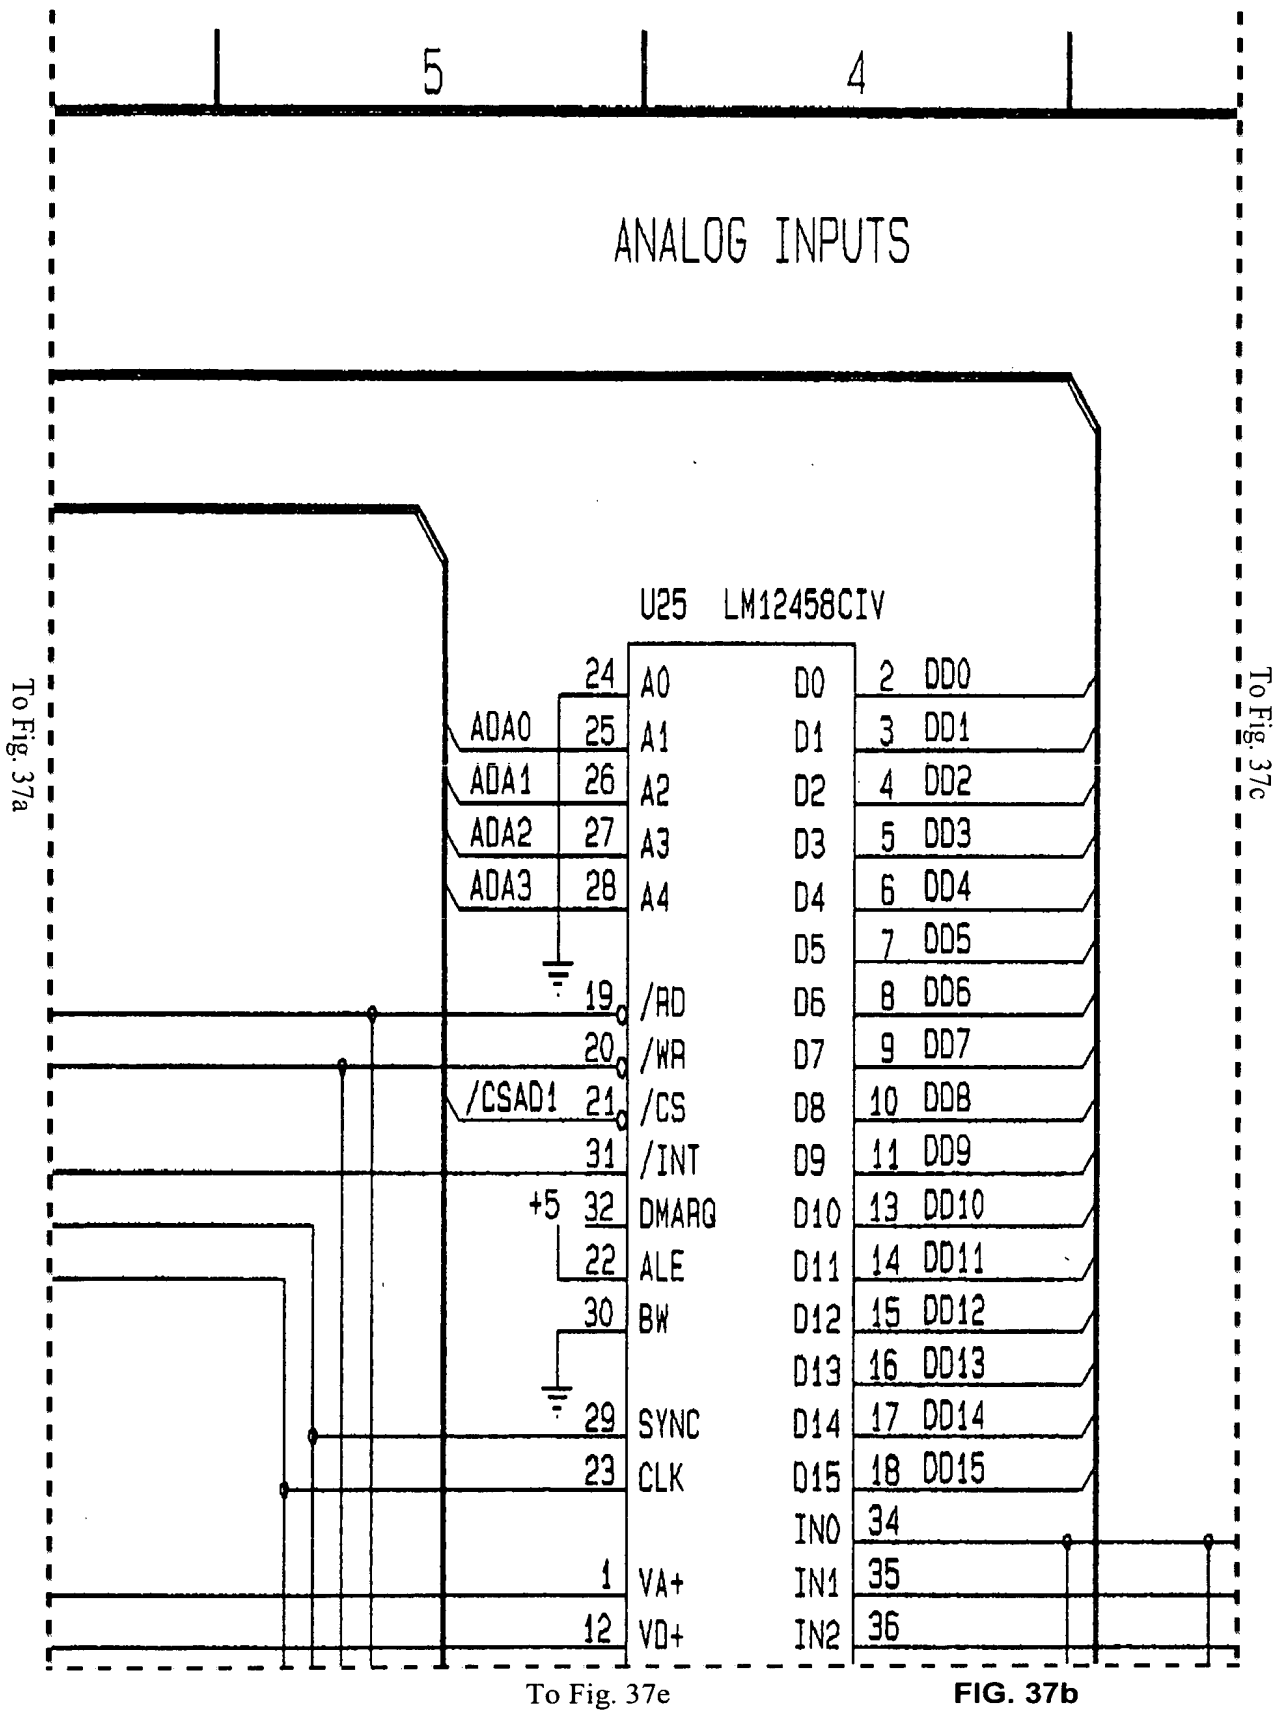 5 4
ANALOG INPUTS
U25 LM12458CIV
24 A0 D0 2 DD0
ADA0 25 A1 D1 3 DD1
ADA1 26 A2 D2 4 DD2
ADA2 27 A3 D3 5 DD3
ADA3 28 A4 D4 6 DD4
D5 7 DD5
19 /RD D6 8 DD6
20 /WR D7 9 DD7
/CSAD1 21 /CS D8 10 DD8
31 /INT D9 11 DD9
+5 32 DMARQ D10 13 DD10
22 ALE D11 14 DD11
30 BW D12 15 DD12
D13 16 DD13
29 SYNC D14 17 DD14
23 CLK D15 18 DD15
IN0 34
1 VA+ IN1 35
12 VD+ IN2 36
To Fig. 37a
To Fig. 37c
To Fig. 37e
FIG. 37b